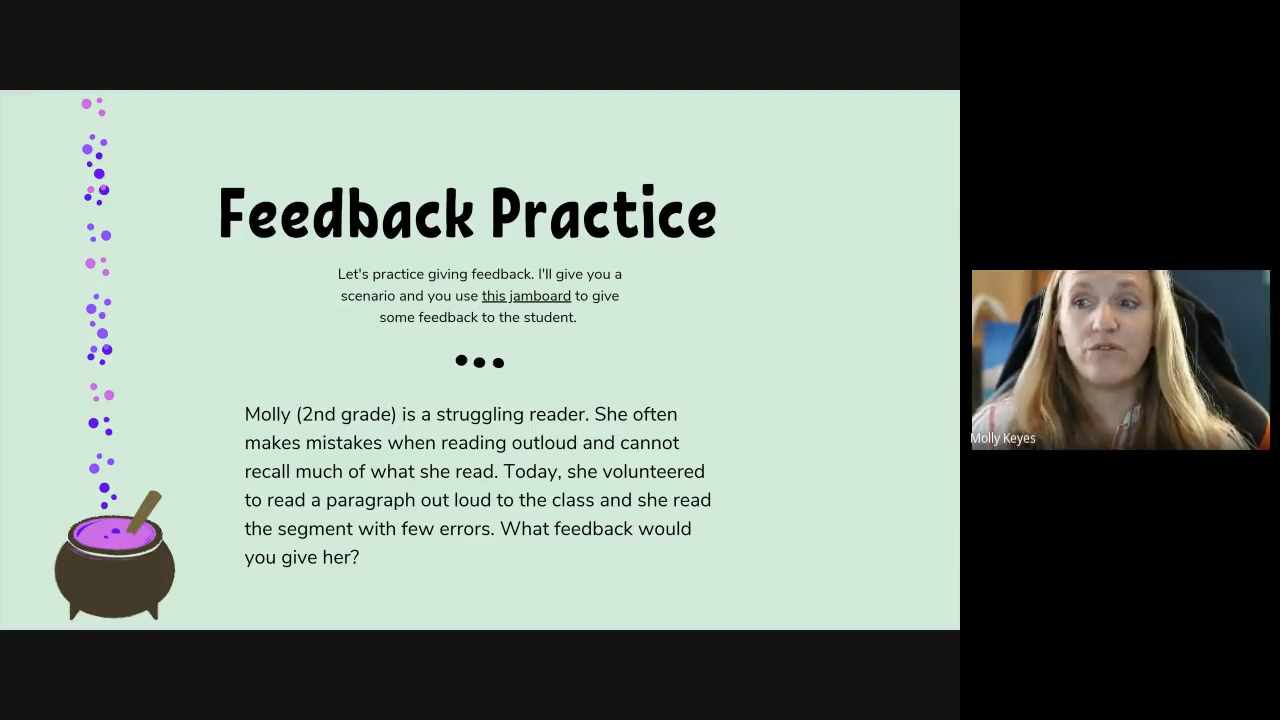 Feedback Practice
Let's practice giving feedback. I'll give you a
scenario and you use this jamboard to give
some feedback to the student.
Molly (2nd grade) is a struggling reader. She often
makes mistakes when reading outloud and cannot
recall much of what she read. Today, she volunteered
to read a paragraph out loud to the class and she read
the segment with few errors. What feedback would
you give her?
Molly Keyes